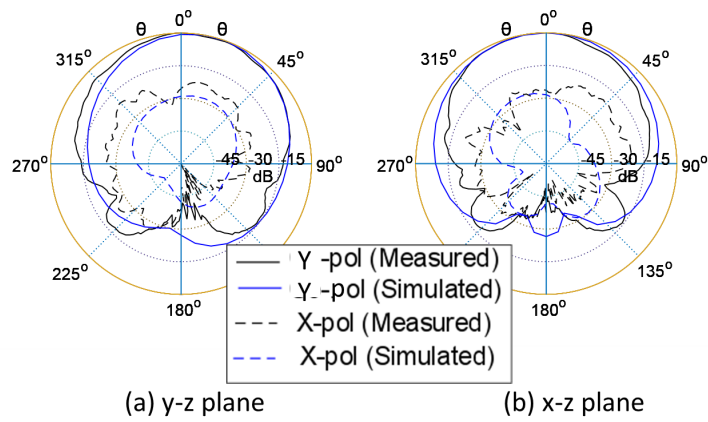 0° 0°
θ θ θ θ
315° 45° 315° 45°
270° -45 -30 -15 90° 270° -45 -30 -15 90°
dB dB
225° 135°
180° 180°
Y -pol (Measured)
Y -pol (Simulated)
X-pol (Measured)
X-pol (Simulated)
(a) y-z plane (b) x-z plane